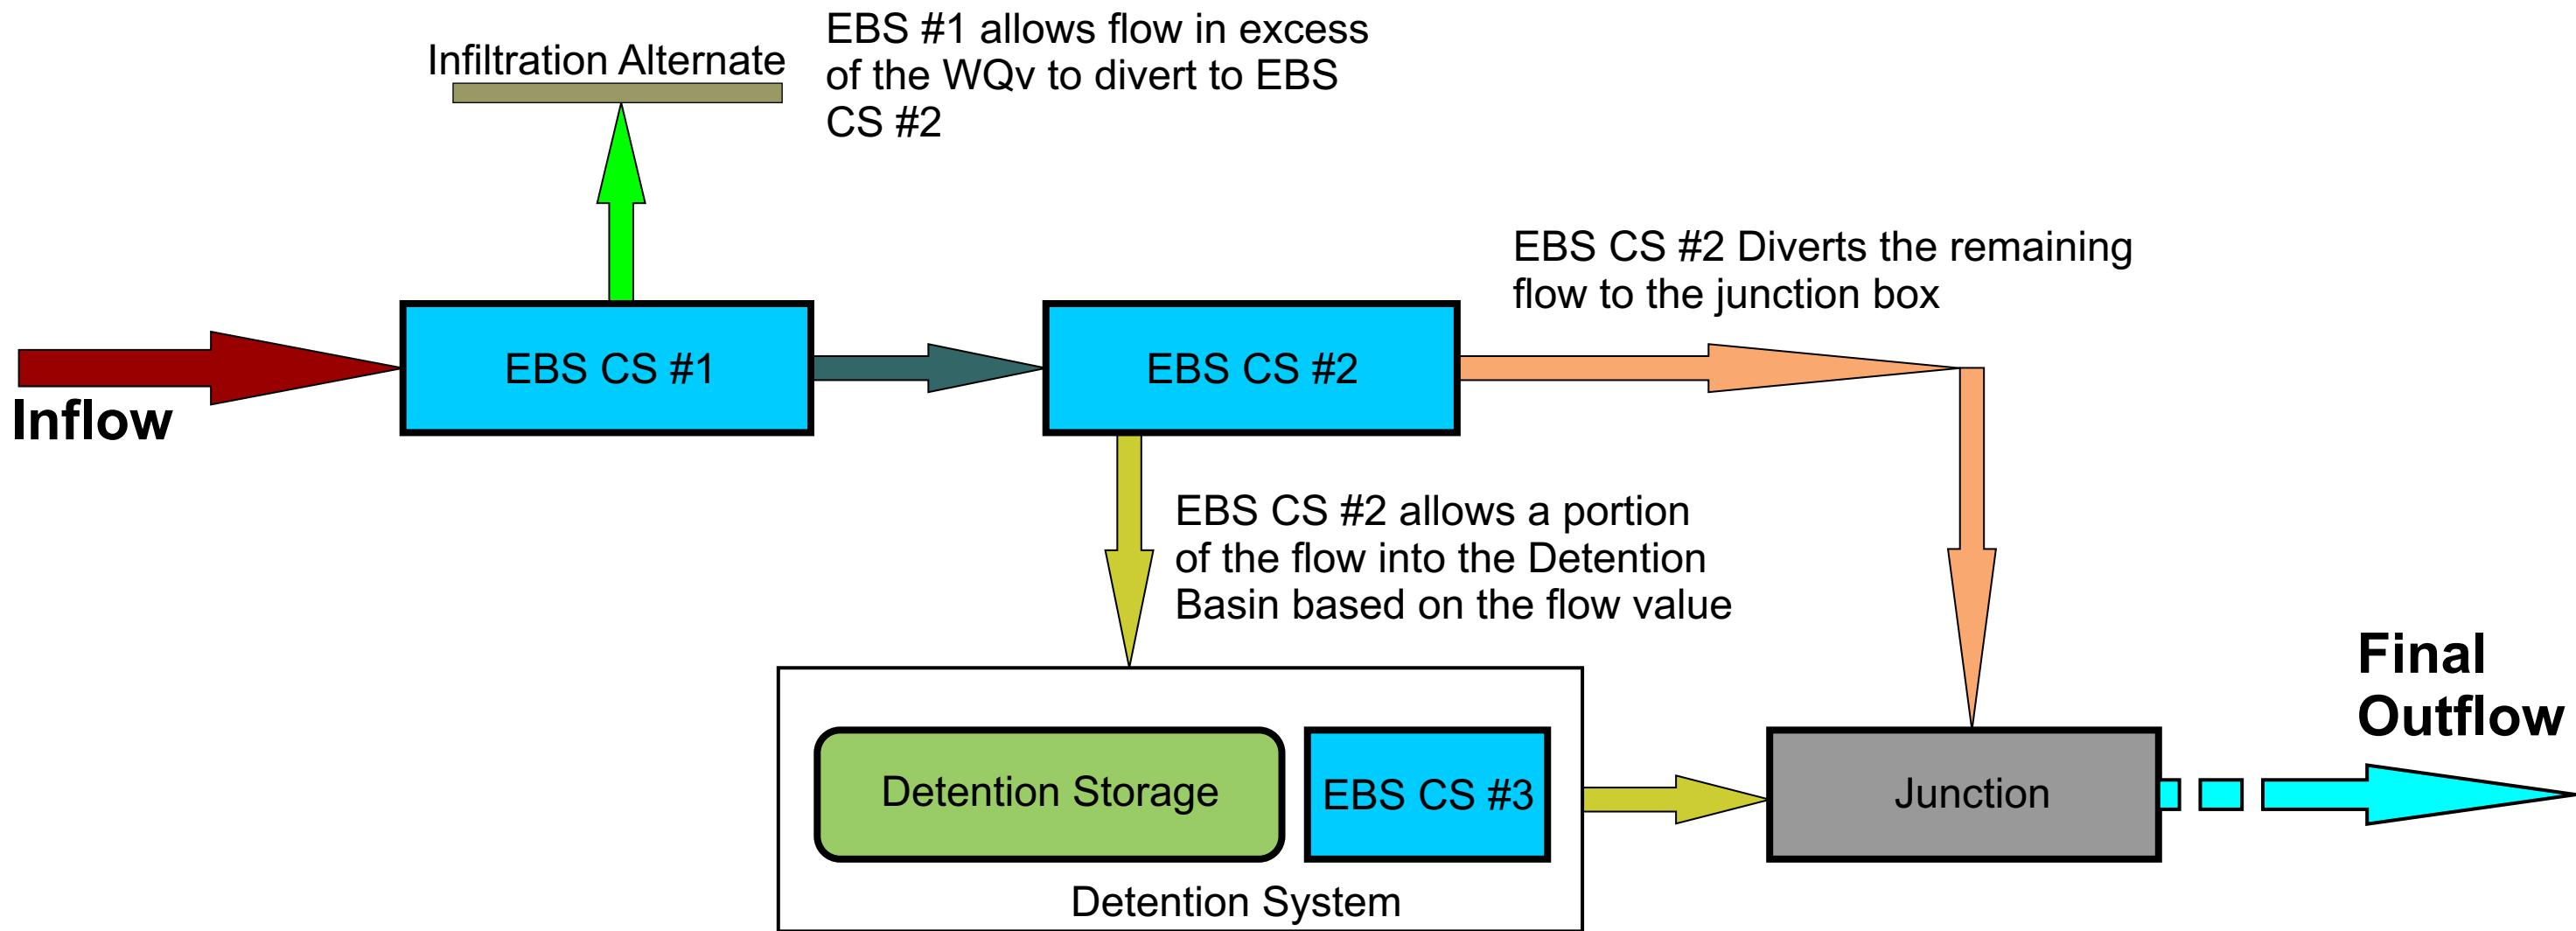 Infiltration Alternate
EBS #1 allows flow in excess
of the WQv to divert to EBS
CS #2
EBS CS #2 Diverts the remaining
flow to the junction box
Inflow
EBS CS #1
EBS CS #2
EBS CS #2 allows a portion
of the flow into the Detention
Basin based on the flow value
Final
Outflow
Detention Storage
EBS CS #3
Junction
Detention System